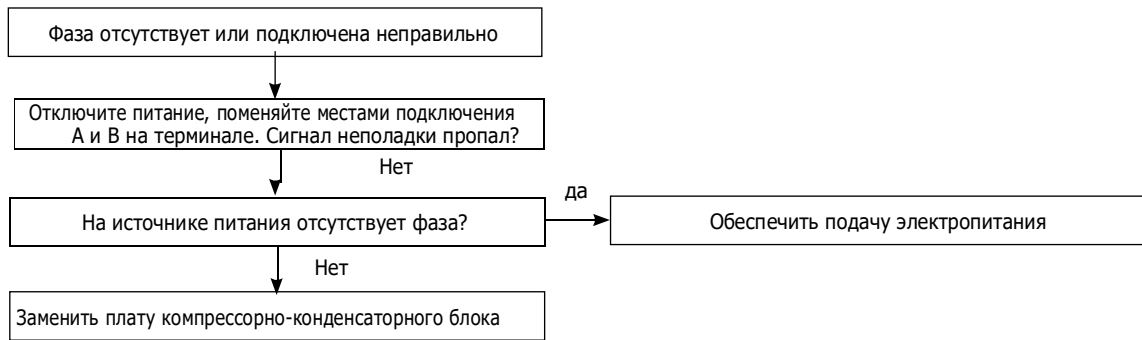 Фаза отсутствует или подключена неправильно
Отключите питание, поменяйте местами подключения
А и В на терминале. Сигнал неполадки пропал?
Нет
да
На источнике питания отсутствует фаза?
Обеспечить подачу электропитания
Нет
Заменить плату компрессорно-конденсаторного блока